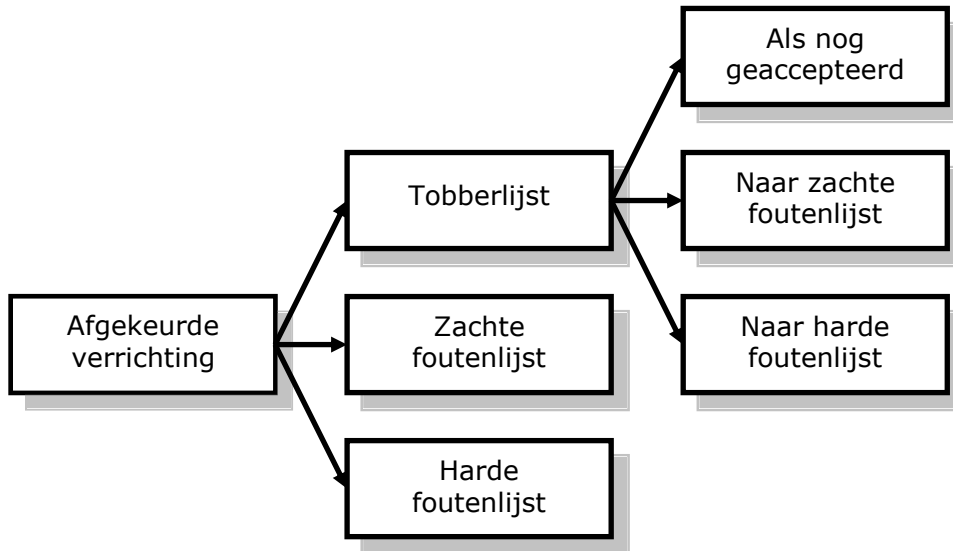 Als nog
geaccepteerd
Tobberlijst
Naar zachte
foutenlijst
Afgekeurde
verrichting
Zachte
foutenlijst
Naar harde
foutenlijst
Harde
foutenlijst